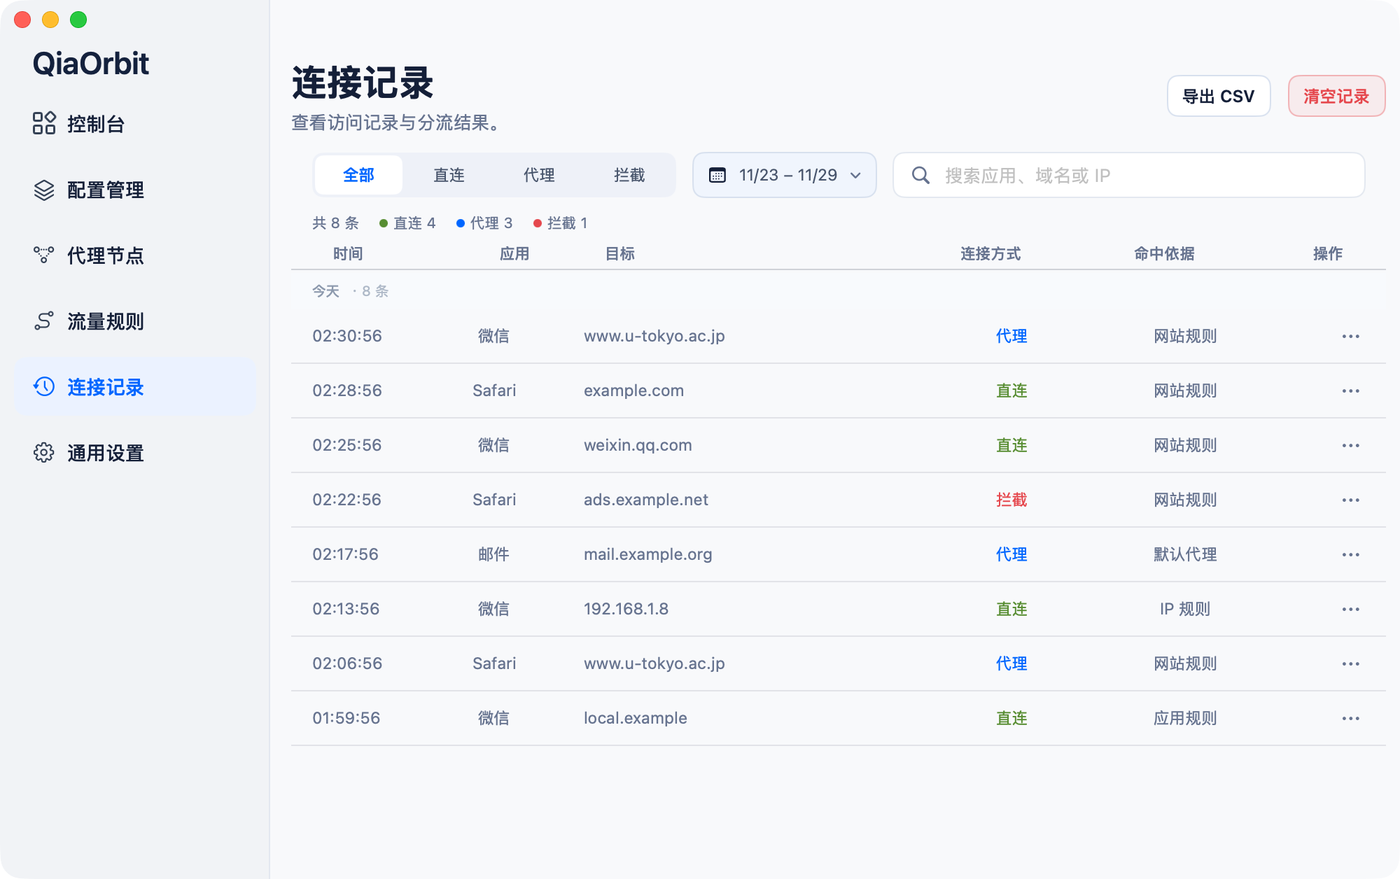 QiaOrbit
控制台
配置管理
代理节点
流量规则
连接记录
通用设置
连接记录
查看访问记录与分流结果。
导出 CSV 清空记录
全部 直连 代理 拦截 11/23 – 11/29 搜索应用、域名或 IP
共 8 条 直连 4 代理 3 拦截 1
时间 应用 目标 连接方式 命中依据 操作
今天 · 8 条
02:30:56 微信 www.u-tokyo.ac.jp 代理 网站规则 ···
02:28:56 Safari example.com 直连 网站规则 ···
02:25:56 微信 weixin.qq.com 直连 网站规则 ···
02:22:56 Safari ads.example.net 拦截 网站规则 ···
02:17:56 邮件 mail.example.org 代理 默认代理 ···
02:13:56 微信 192.168.1.8 直连 IP 规则 ···
02:06:56 Safari www.u-tokyo.ac.jp 代理 网站规则 ···
01:59:56 微信 local.example 直连 应用规则 ···